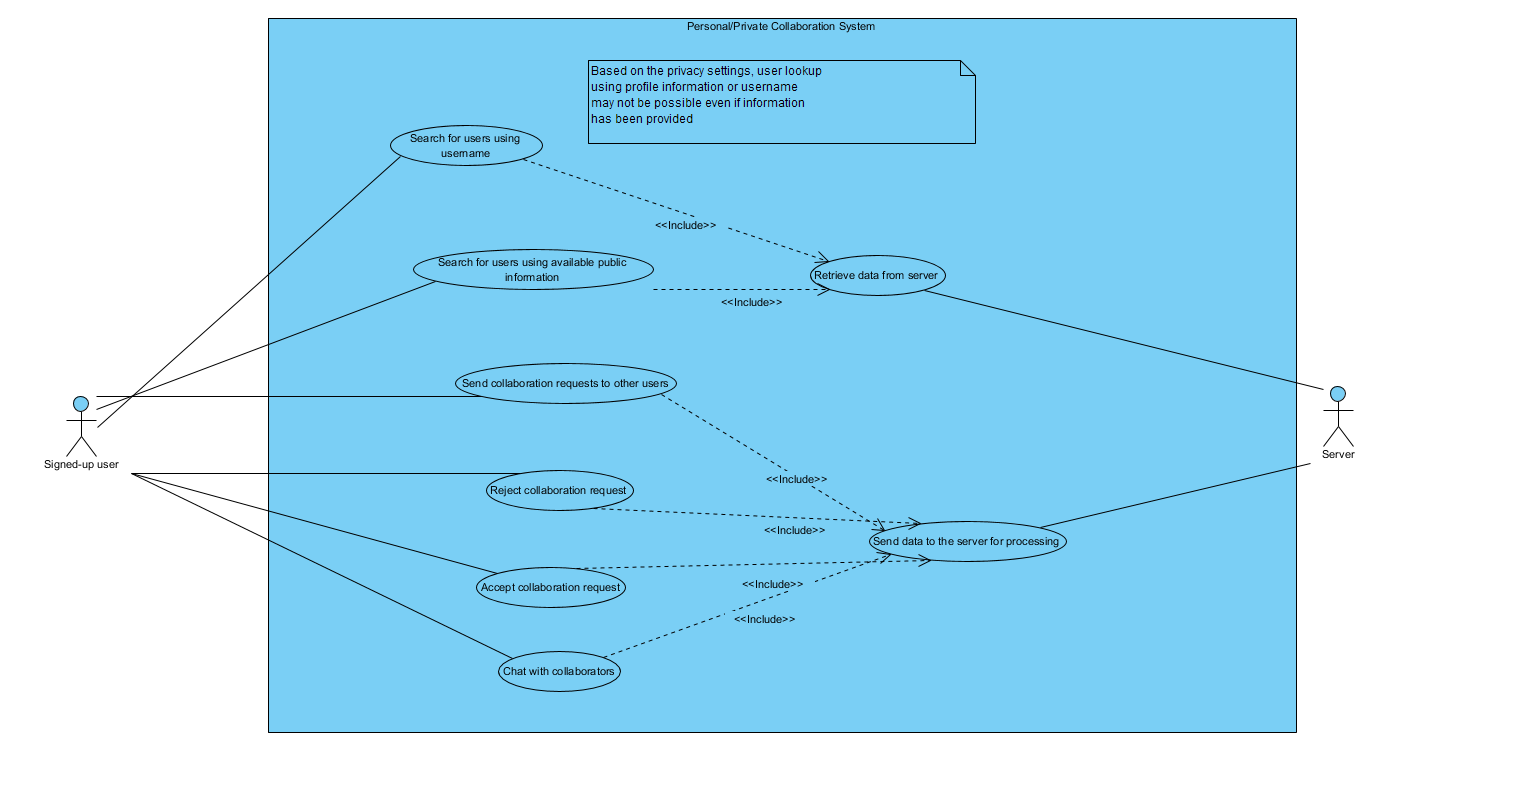 Personal/Private Collaboration System
Based on the privacy settings, user lookup
using profile information or username
may not be possible even if information
has been provided
Search for users using
username
<<Include>>
Search for users using available public
information
Retrieve data from server
<<Include>>
Send collaboration requests to other users
Signed-up user
Server
<<Include>>
Reject collaboration request
<<Include>>
Send data to the server for processing
<<Include>>
Accept collaboration request
<<Include>>
Chat with collaborators